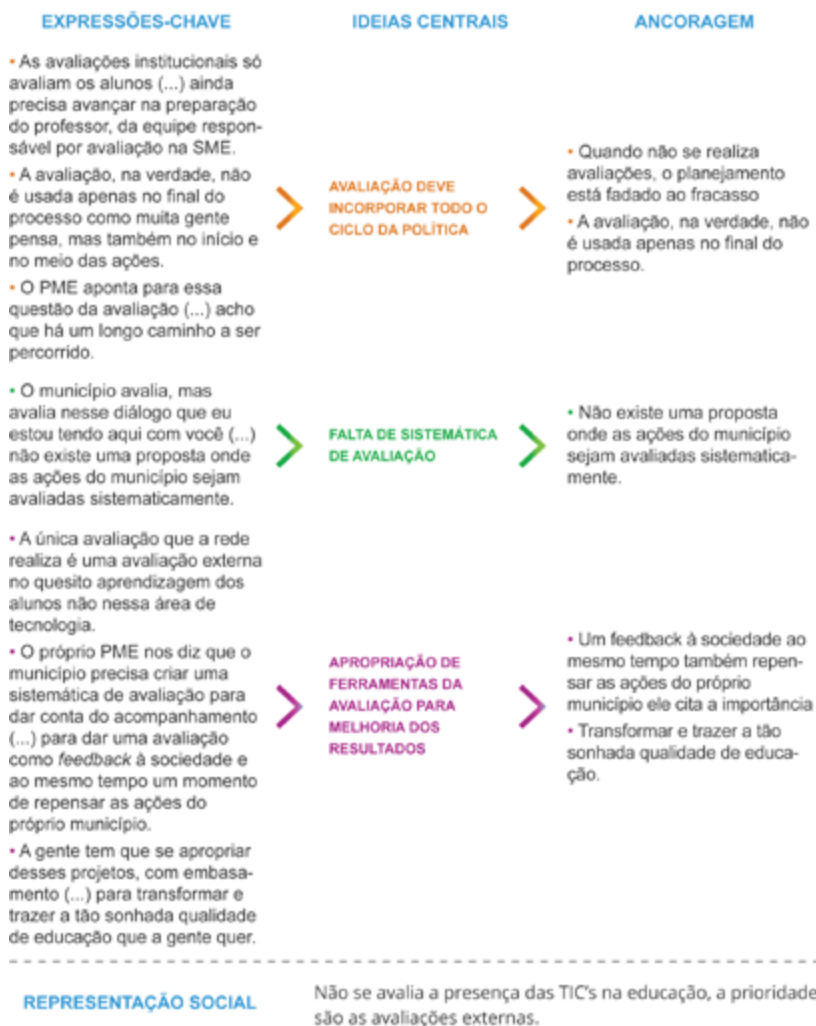 EXPRESSÕES-CHAVE
IDEIAS CENTRAIS
ANCORAGEM
• As avaliações institucionais só
avaliam os alunos (...) ainda
precisa avançar na preparação
do professor, da equipe respon-
sável por avaliação na SME.
• A avaliação, na verdade, não
é usada apenas no final do
processo como muita gente
pensa, mas também no início e
no meio das ações.
• O PME aponta para essa
questão da avaliação (...) acho
que há um longo caminho a ser
percorrido.
AVALIAÇÃO DEVE
INCORPORAR TODO O
CICLO DA POLÍTICA
• Quando não se realiza
avaliações, o planejamento
está fadado ao fracasso
• A avaliação, na verdade, não
é usada apenas no final do
processo.
• O município avalia, mas
avalia nesse diálogo que eu
estou tendo aqui com você (...)
não existe uma proposta onde
as ações do município sejam
avaliadas sistematicamente.
FALTA DE SISTEMÁTICA
DE AVALIAÇÃO
• Não existe uma proposta
onde as ações do município
sejam avaliadas sistematica-
mente.
• A única avaliação que a rede
realiza é uma avaliação externa
no quesito aprendizagem dos
alunos não nessa área de
tecnologia.
• O próprio PME nos diz que o
município precisa criar uma
sistemática de avaliação para
dar conta do acompanhamento
(...) para dar uma avaliação
como feedback à sociedade e
ao mesmo tempo um momento
de repensar as ações do
próprio município.
• A gente tem que se apropriar
desses projetos, com embasa-
mento (...) para transformar e
trazer a tão sonhada qualidade
de educação que a gente quer.
APROPRIAÇÃO DE
FERRAMENTAS DA
AVALIAÇÃO PARA
MELHORIA DOS
RESULTADOS
• Um feedback à sociedade ao
mesmo tempo também repen-
sar as ações do próprio
município ele cita a importância
• Transformar e trazer a tão
sonhada qualidade de educa-
ção.
REPRESENTAÇÃO SOCIAL
Não se avalia a presença das TIC's na educação, a prioridade
são as avaliações externas.